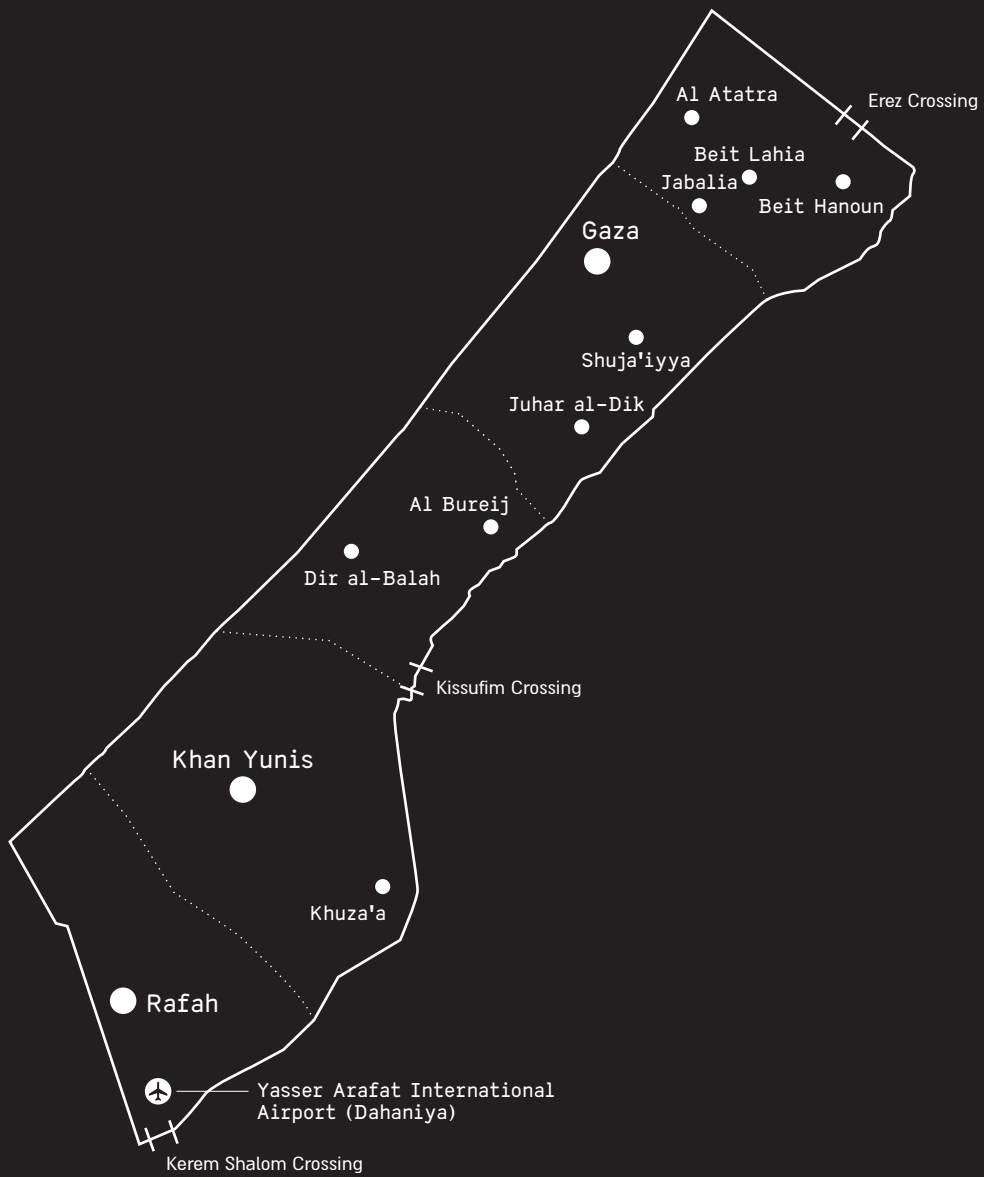 Al Atatra
Erez Crossing
Beit Lahia
Jabalia
Beit Hanoun
Gaza
Shuja'iyya
Juhar al-Dik
Al Bureij
Dir al-Balah
Kissufim Crossing
Khan Yunis
Khuza'a
Rafah
Yasser Arafat International
Airport (Dahaniya)
Kerem Shalom Crossing